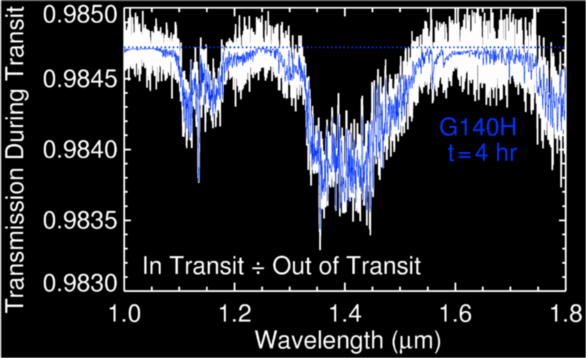 Transmission During Transit
0.9850
0.9845
0.9840
0.9835
0.9830
G140H
t = 4 hr
In Transit ÷ Out of Transit
1.0 1.2 1.4 1.6 1.8
Wavelength (μm)